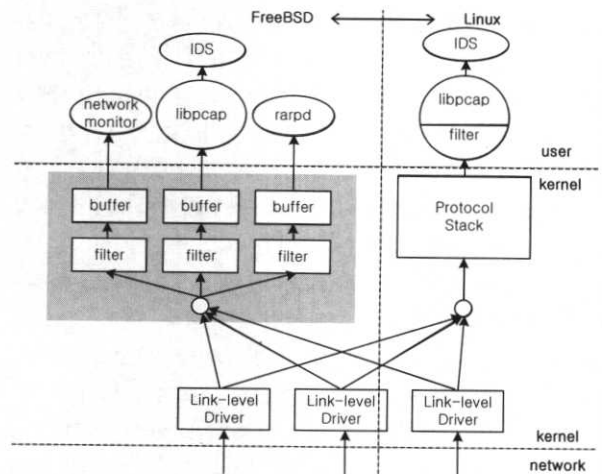 FreeBSD
Linux
IDS
IDS
network
monitor
libpcap
rarpd
libpcap
filter
user
kernel
buffer
buffer
buffer
Protocol
Stack
filter
filter
filter
Link-level
Driver
Link-level
Driver
Link-level
Driver
kernel
network